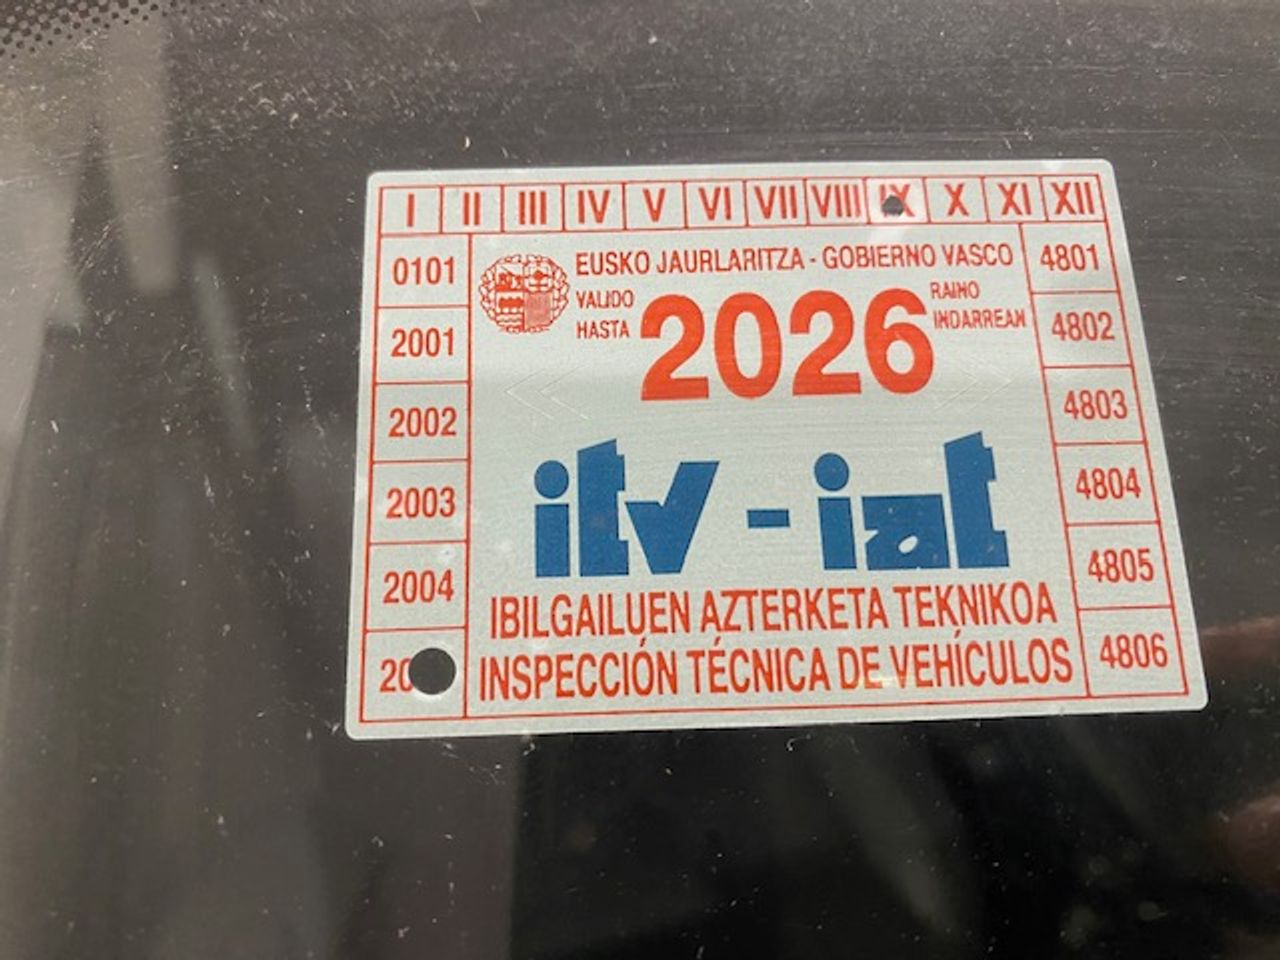 I II III IV V VI VII VIII IX X XI XII
0101
2001
2002
2003
2004
20
EUSKO JAURLARITZA - GOBIERNO VASCO
VALIDO
HASTA
2026
RAINO
INDARREAN
itv - iat
IBILGAILUEN AZTERKETA TEKNIKOA
INSPECCIÓN TÉCNICA DE VEHÍCULOS
4801
4802
4803
4804
4805
4806